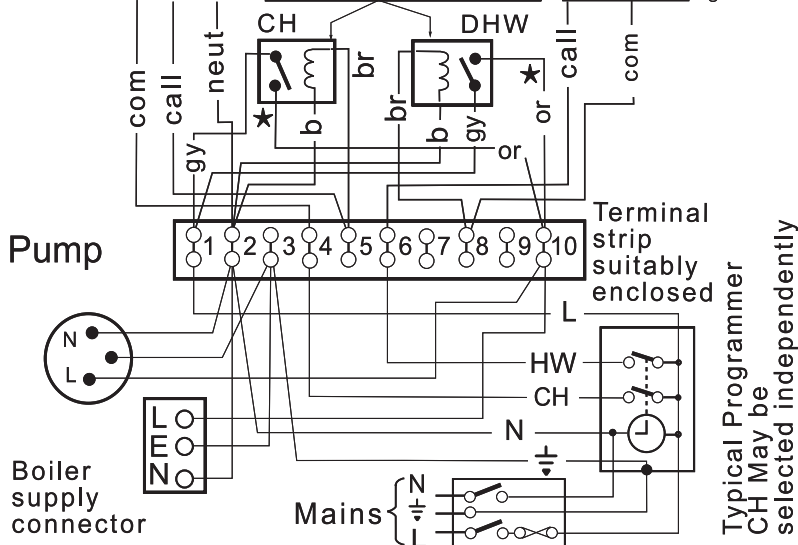 CH
DHW
com
call
neut
br
br
or
call
com
gy
b
b
gy
or
1 2 3 4 5 6 7 8 9 10
Terminal
strip
suitably
enclosed
Pump
N
L
L
HW
CH
N
L
E
N
Boiler
supply
connector
Mains
N
L
Typical Programmer
CH May be
selected independently